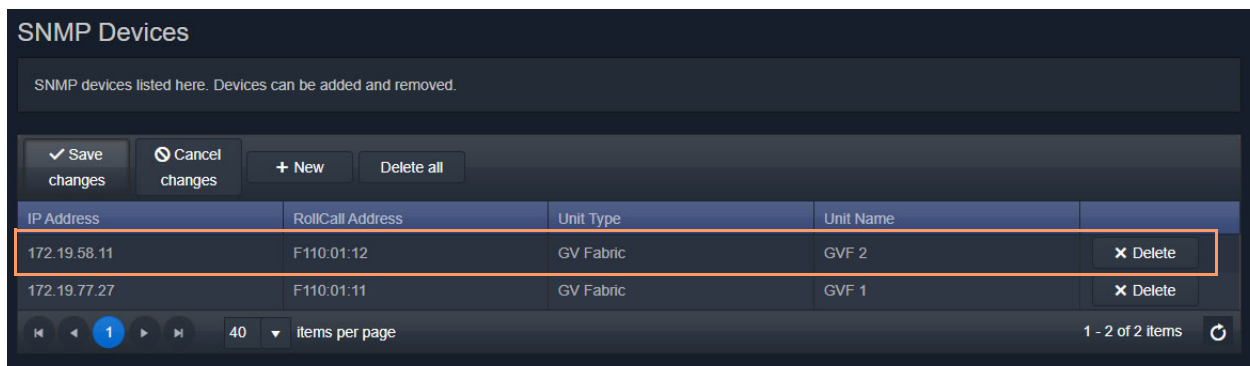 SNMP Devices
SNMP devices listed here. Devices can be added and removed.
Save changes
Cancel changes
+ New
Delete all
IP Address RollCall Address Unit Type Unit Name
172.19.58.11 F110:01:12 GV Fabric GVF 2 Delete
172.19.77.27 F110:01:11 GV Fabric GVF 1 Delete
1 40 items per page 1 - 2 of 2 items